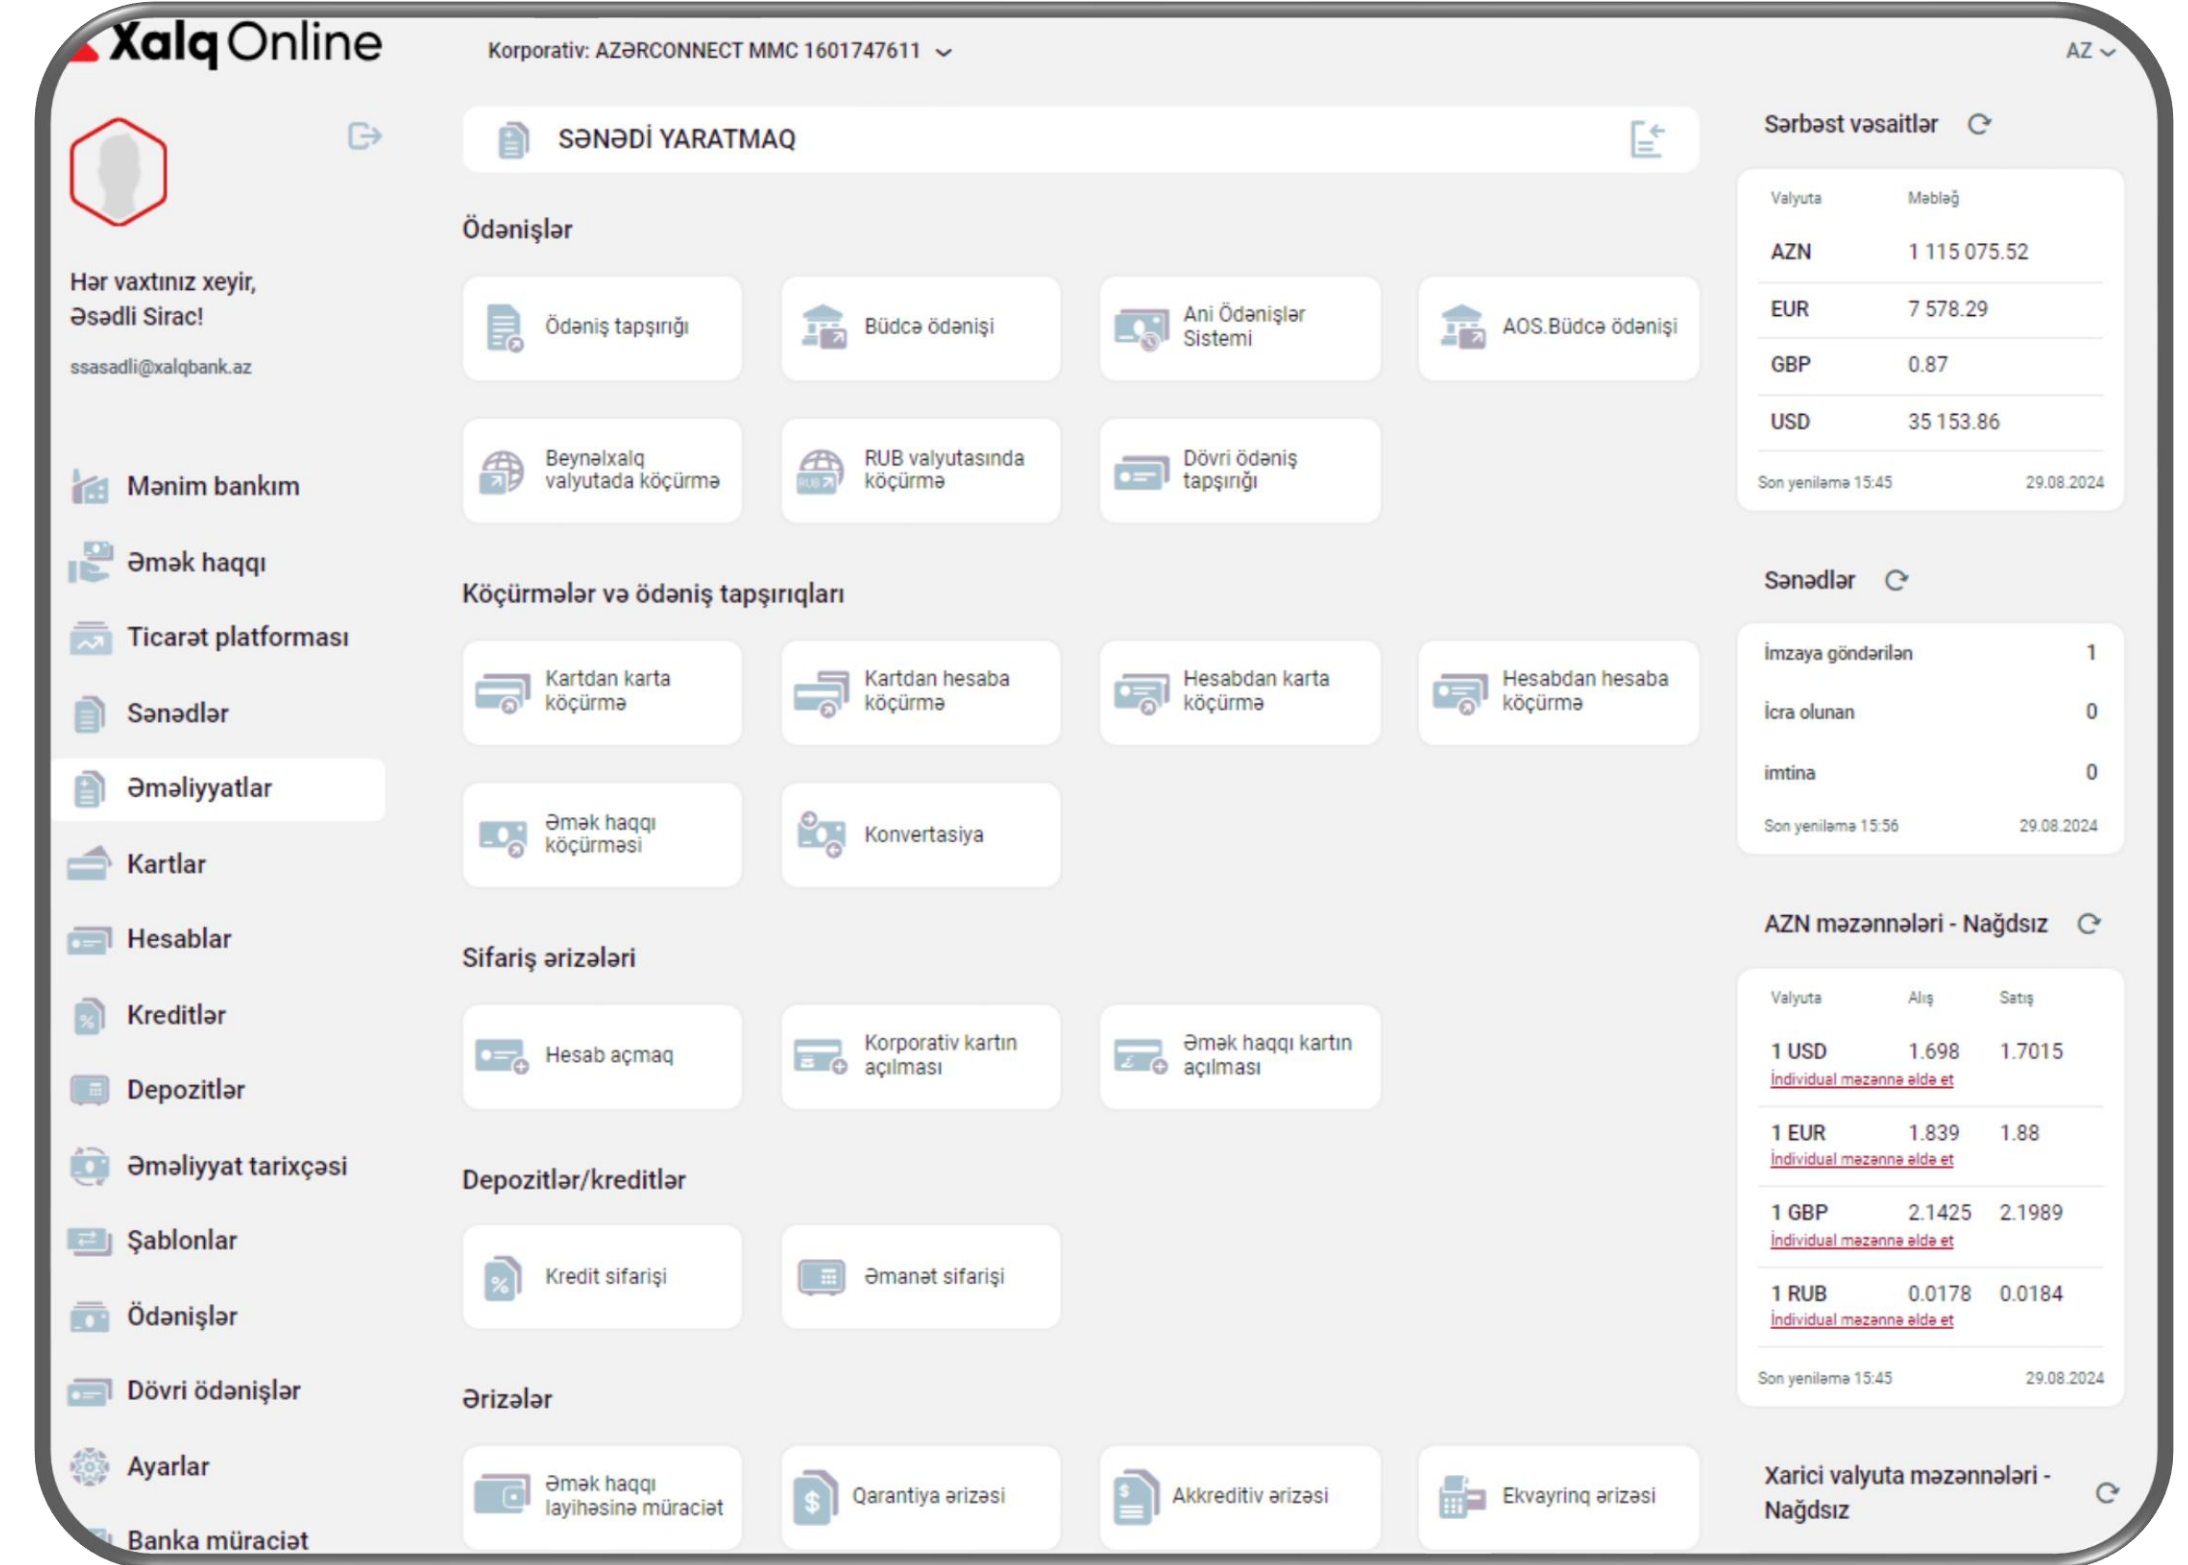 Xalq Online
Korporativ: AZƏRCONNECT MMC 1601747611
AZ
Hər vaxtınız xeyir,
Əsədli Sirac!
ssasadli@xalqbank.az
Mənim bankım
Əmək haqqı
Ticarət platforması
Sənədlər
Əməliyyatlar
Kartlar
Hesablar
Kreditlər
Depozitlər
Əməliyyat tarixçəsi
Şablonlar
Ödənişlər
Dövri ödənişlər
Ayarlar
Banka müraciət
SƏNƏDİ YARATMAQ
Ödənişlər
Ödəniş tapşırığı
Büdcə ödənişi
Ani Ödənişlər
Sistemi
AOS.Büdcə ödənişi
Beynəlxalq
valyutada köçürmə
RUB
RUB valyutasında
köçürmə
Dövri ödəniş
tapşırığı
Köçürmələr və ödəniş tapşırıqları
Kartdan karta
köçürmə
Kartdan hesaba
köçürmə
Hesabdan karta
köçürmə
Hesabdan hesaba
köçürmə
Əmək haqqı
köçürməsi
Konvertasiya
Sifariş ərizələri
Hesab açmaq
Korporativ kartın
açılması
Əmək haqqı kartın
açılması
Depozitlər/kreditlər
Kredit sifarişi
Əmanət sifarişi
Ərizələr
Əmək haqqı
layihəsinə müraciət
Qarantiya ərizəsi
Akkreditiv ərizəsi
Ekvayrinq ərizəsi
Sərbəst vəsaitlər
Valyuta Məbləğ
AZN 1 115 075.52
EUR 7 578.29
GBP 0.87
USD 35 153.86
Son yeniləmə 15:45 29.08.2024
Sənədlər
İmzaya göndərilən 1
İcra olunan 0
imtina 0
Son yeniləmə 15:56 29.08.2024
AZN məzənnələri - Nağdsız
Valyuta Alış Satış
1 USD 1.698 1.7015
İndividual məzənnə əldə et
1 EUR 1.839 1.88
İndividual məzənnə əldə et
1 GBP 2.1425 2.1989
İndividual məzənnə əldə et
1 RUB 0.0178 0.0184
İndividual məzənnə əldə et
Son yeniləmə 15:45 29.08.2024
Xarici valyuta məzənnələri -
Nağdsız